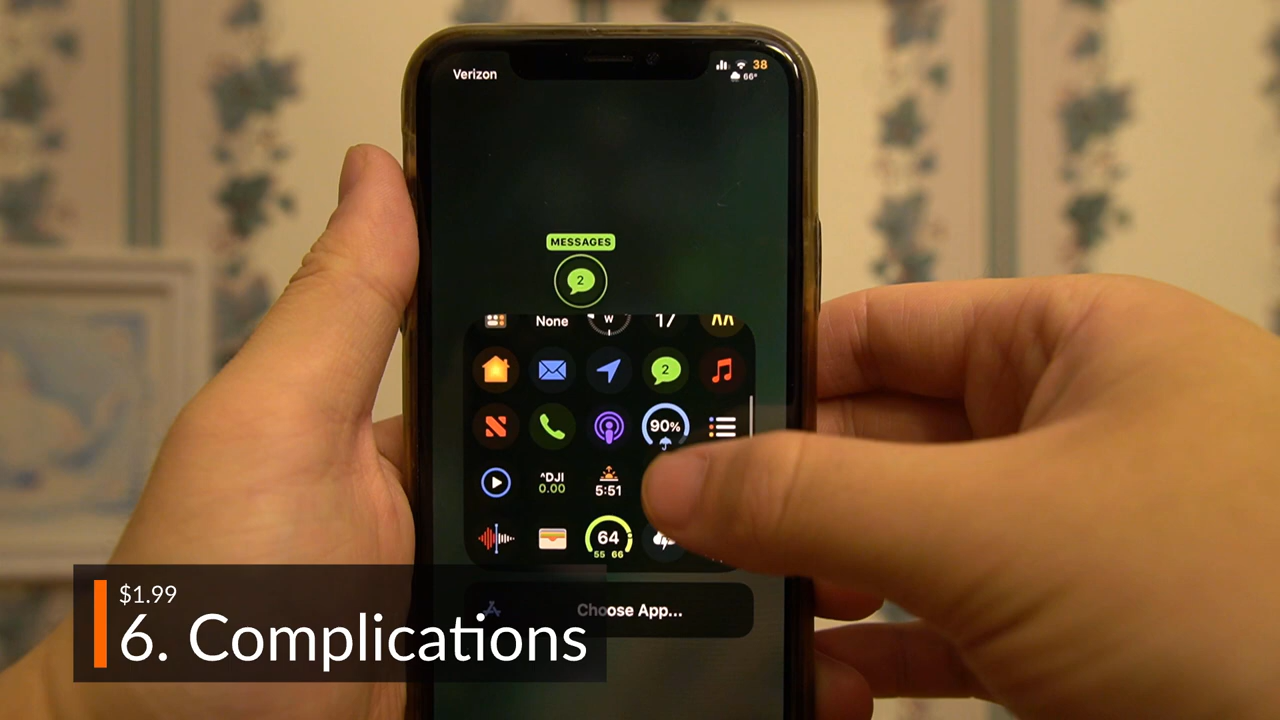 Verizon
38
66°
MESSAGES
2
None
W
17
2
90%
^DJI
0.00
5:51
64
55 66
Choose App...
$1.99
6. Complications